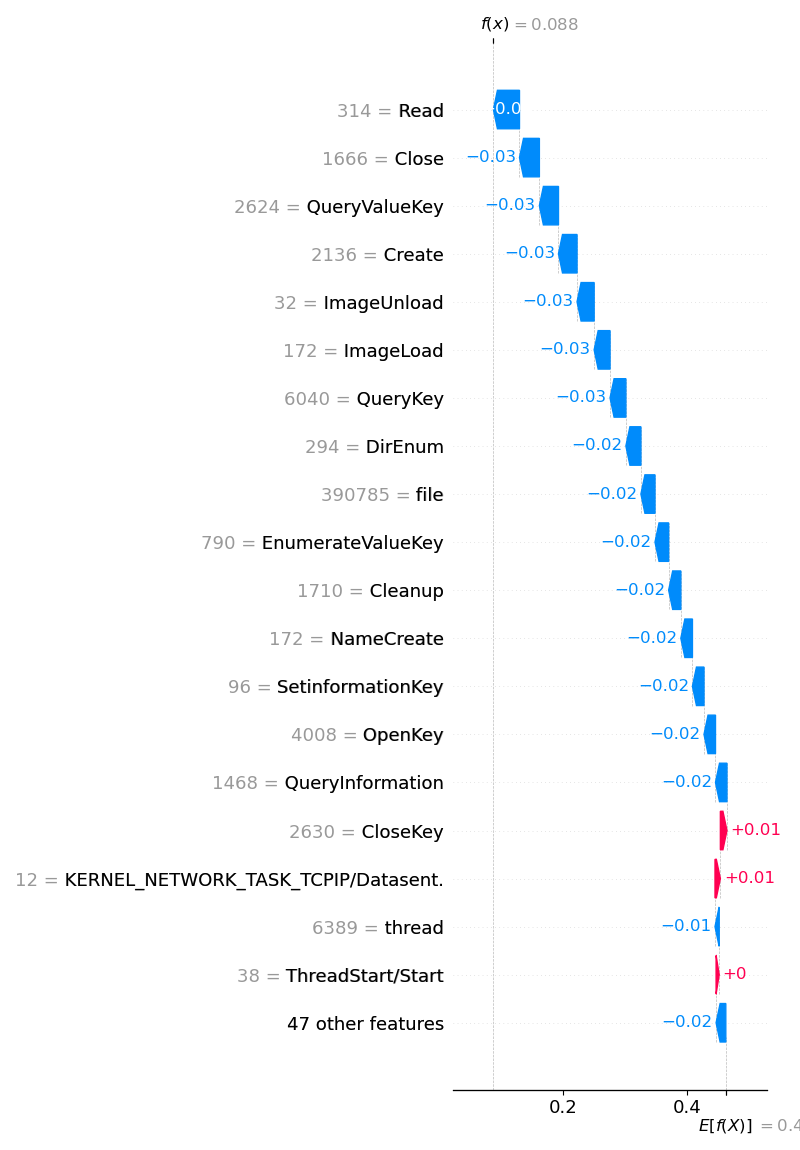 f(x) = 0.088
314 = Read
−0.03
1666 = Close
−0.03
2624 = QueryValueKey
−0.03
2136 = Create
−0.03
32 = ImageUnload
−0.03
172 = ImageLoad
−0.03
6040 = QueryKey
−0.02
294 = DirEnum
−0.02
390785 = file
−0.02
790 = EnumerateValueKey
−0.02
1710 = Cleanup
−0.02
172 = NameCreate
−0.02
96 = SetinformationKey
−0.02
4008 = OpenKey
−0.02
1468 = QueryInformation
2630 = CloseKey
+0.01
12 = KERNEL_NETWORK_TASK_TCPIP/Datasent.
+0.01
6389 = thread
−0.01
38 = ThreadStart/Start
+0
47 other features
−0.02
0.2 0.4
E[f(X)] = 0.4